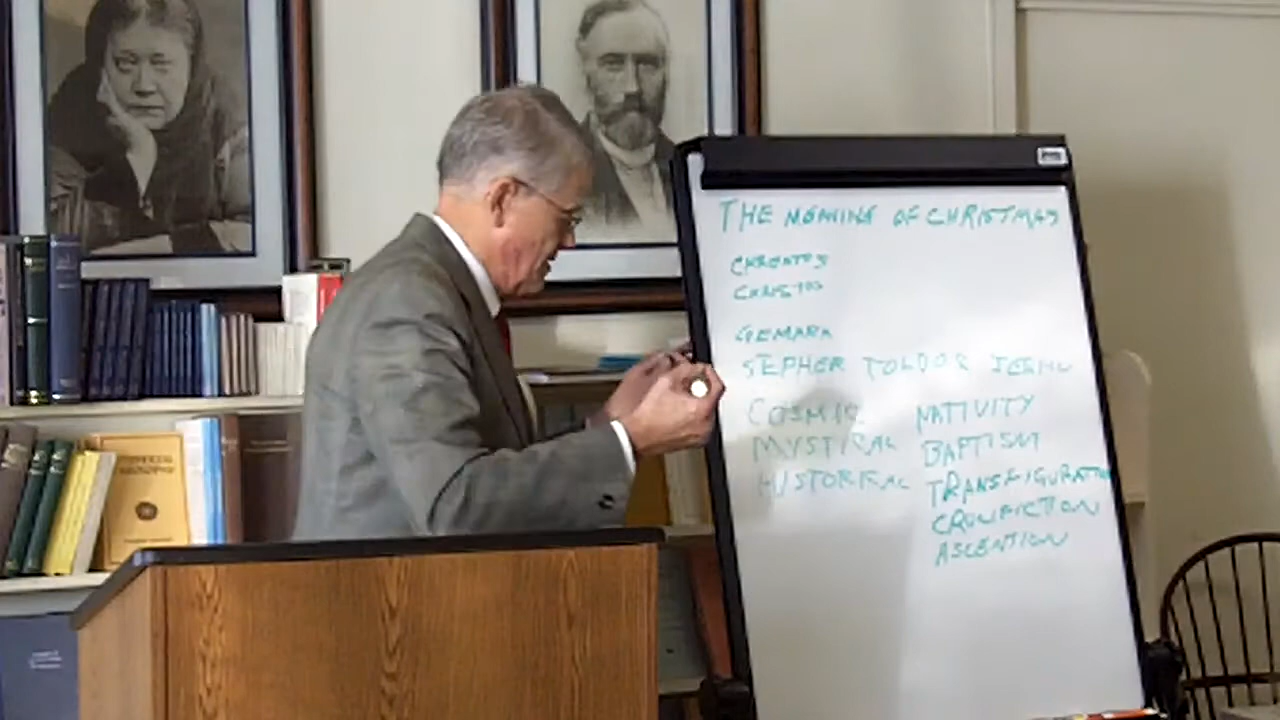 THE MEANING OF CHRISTMAS
CHRESTOS
CHRISTOS
GEMARA
SEPHER TOLDOS JESHU
COSMIC NATIVITY
MYSTICAL BAPTISM
HISTORICAL TRANSFIGURATION
CRUCIFICTION
ASCENTION